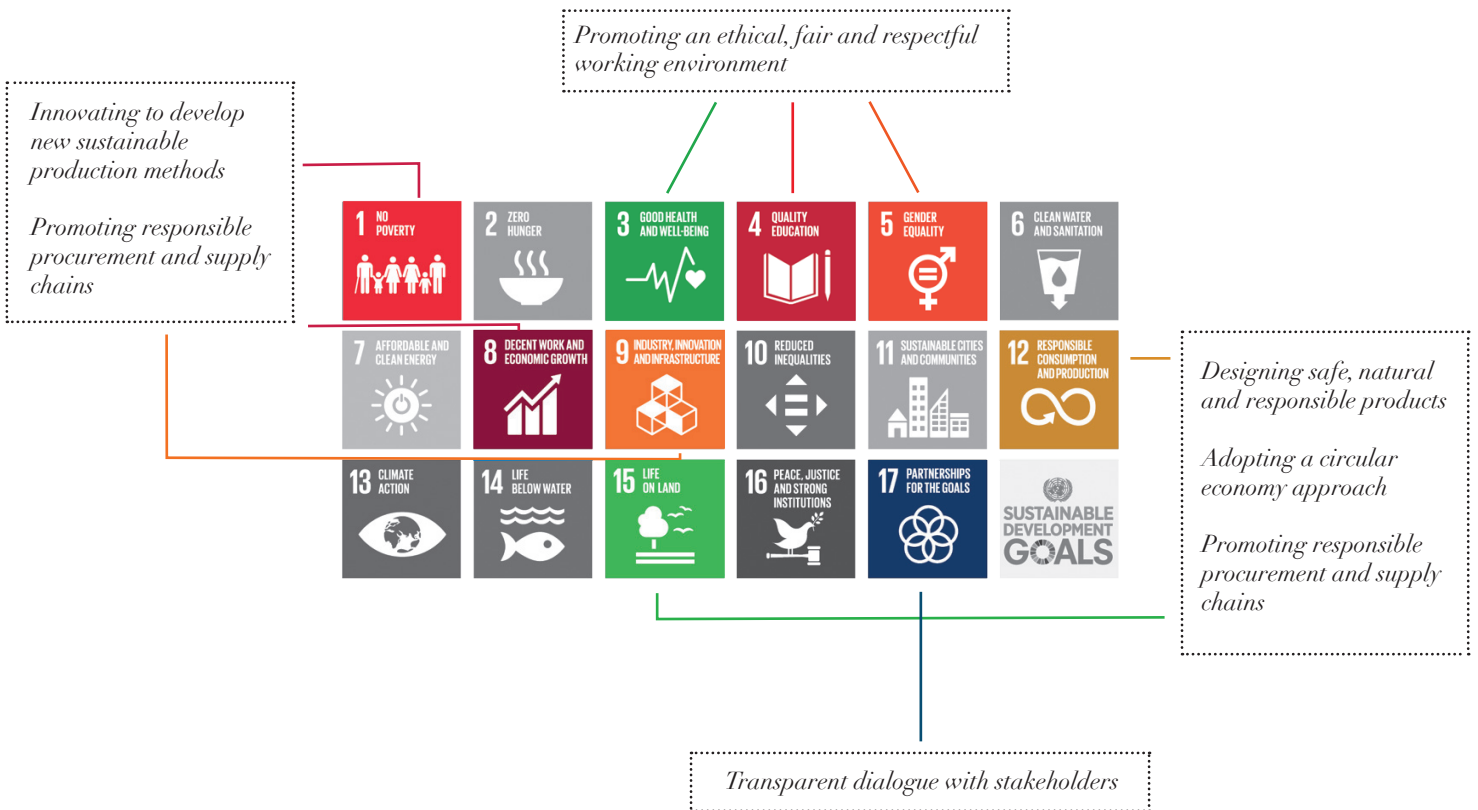 Promoting an ethical, fair and respectful
working environment
Innovating to develop
new sustainable
production methods
Promoting responsible
procurement and supply
chains
1 NO
POVERTY
2 ZERO
HUNGER
3 GOOD HEALTH
AND WELL-BEING
4 QUALITY
EDUCATION
5 GENDER
EQUALITY
6 CLEAN WATER
AND SANITATION
7 AFFORDABLE AND
CLEAN ENERGY
8 DECENT WORK AND
ECONOMIC GROWTH
9 INDUSTRY, INNOVATION
AND INFRASTRUCTURE
10 REDUCED
INEQUALITIES
11 SUSTAINABLE CITIES
AND COMMUNITIES
12 RESPONSIBLE
CONSUMPTION
AND PRODUCTION
13 CLIMATE
ACTION
14 LIFE
BELOW WATER
15 LIFE
ON LAND
16 PEACE, JUSTICE
AND STRONG
INSTITUTIONS
17 PARTNERSHIPS
FOR THE GOALS
SUSTAINABLE
DEVELOPMENT
GOALS
Designing safe, natural
and responsible products
Adopting a circular
economy approach
Promoting responsible
procurement and supply
chains
Transparent dialogue with stakeholders